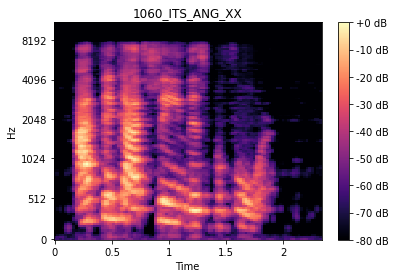 1060_ITS_ANG_XX
+0 dB
8192
-10 dB
4096
-20 dB
-30 dB
2048
Hz
-40 dB
1024
-50 dB
512
-60 dB
-70 dB
0
-80 dB
0 0.5 1 1.5 2
Time